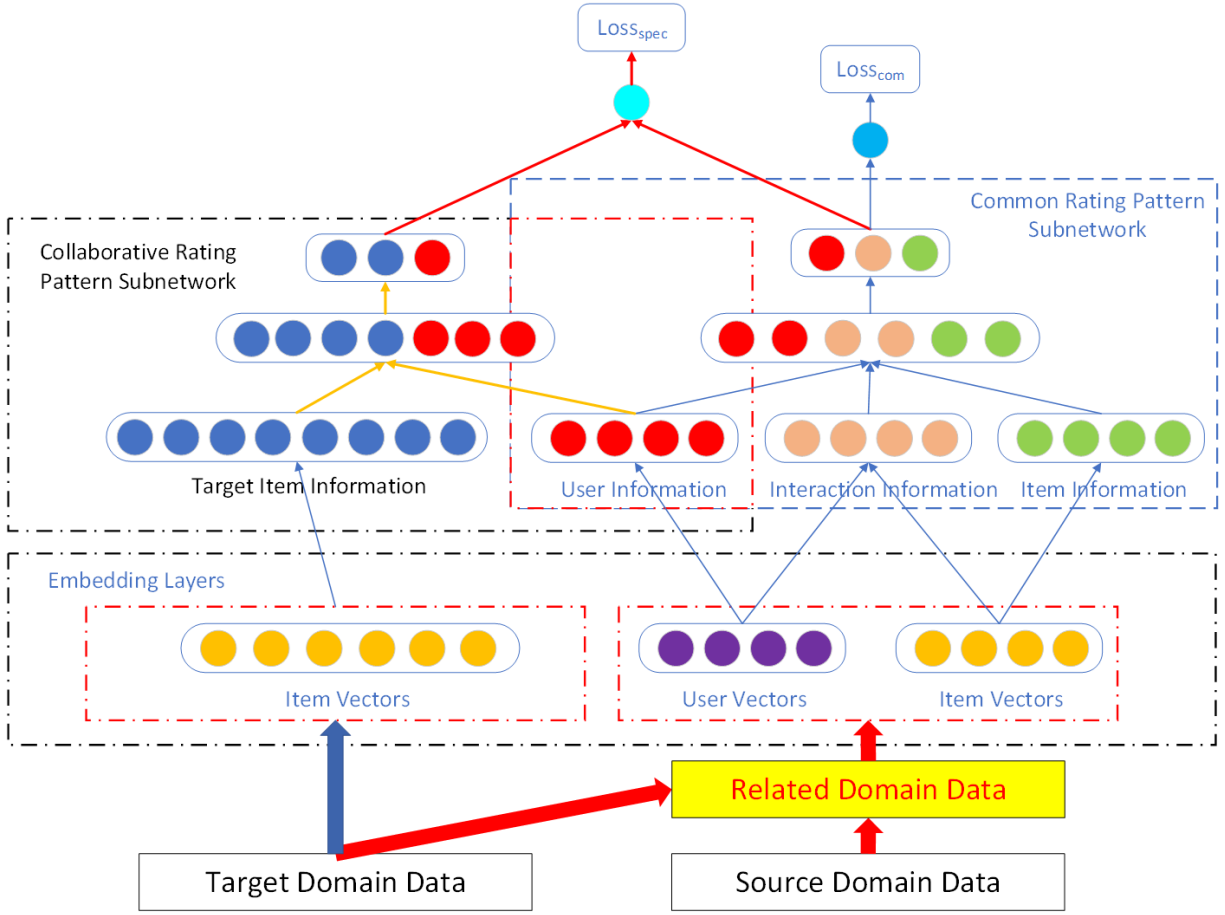 Loss_spec
Loss_com
Common Rating Pattern
Subnetwork
Collaborative Rating
Pattern Subnetwork
Target Item Information
User Information
Interaction Information
Item Information
Embedding Layers
Item Vectors
User Vectors
Item Vectors
Related Domain Data
Target Domain Data
Source Domain Data